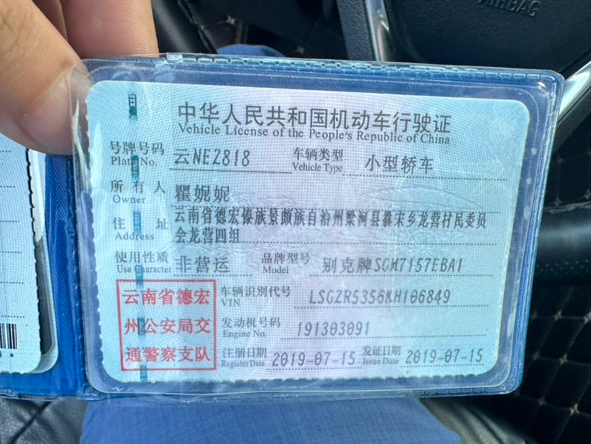 AIRBAG
中华人民共和国机动车行驶证
Vehicle License of the People's Republic of China
号牌号码 云NE2818 车辆类型 小型轿车
Plate No. Vehicle Type
所有人 瞿妮妮
Owner
住址 云南省德宏傣族景颇族自治州梁河县曩宋乡龙营村民委员
Address 会龙营四组
使用性质 非营运 品牌型号 别克牌SGM7157EBA1
Use Character Model
云南省德宏
州公安局交
通警察支队
车辆识别代号 LSGZR5356KH106849
VIN
发动机号码 191303091
Engine No.
注册日期 2019-07-15 发证日期 2019-07-15
Register Date Issue Date